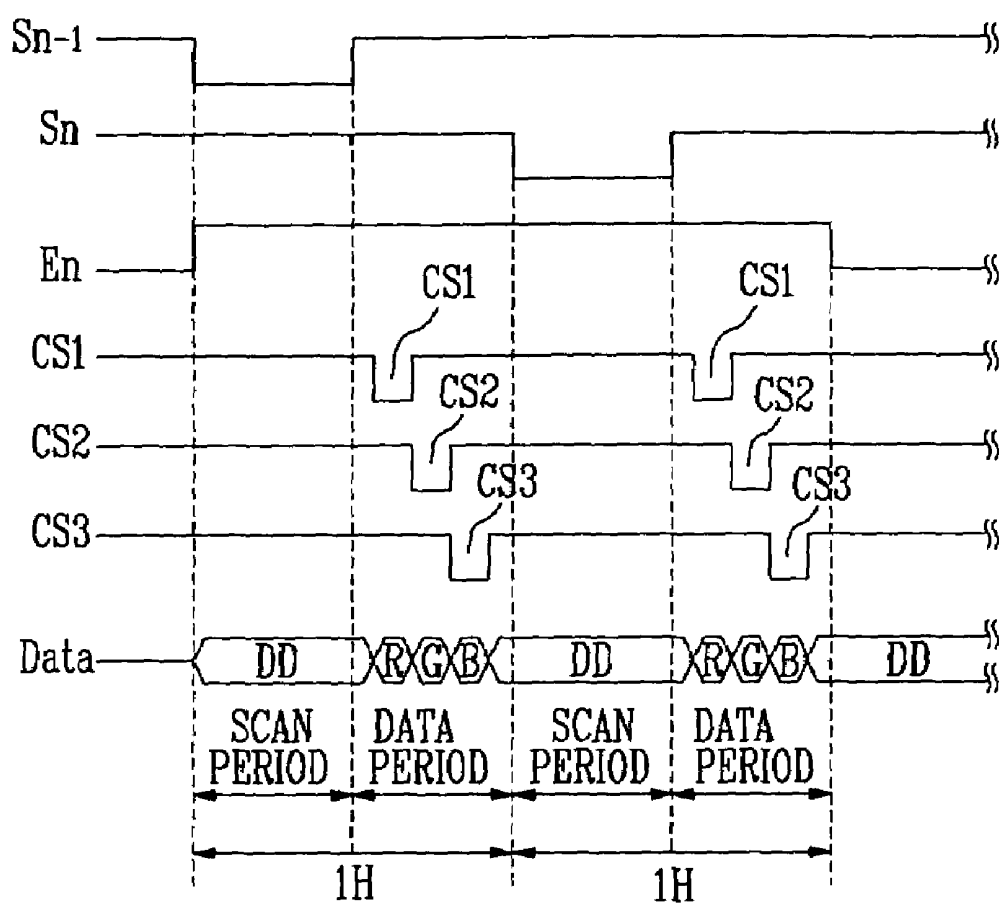 Sn-1
Sn
En
CS1 CS1
CS1
CS2 CS2
CS2
CS3 CS3
CS3
Data DD R G B DD R G B DD
SCAN PERIOD DATA PERIOD SCAN PERIOD DATA PERIOD
1H 1H